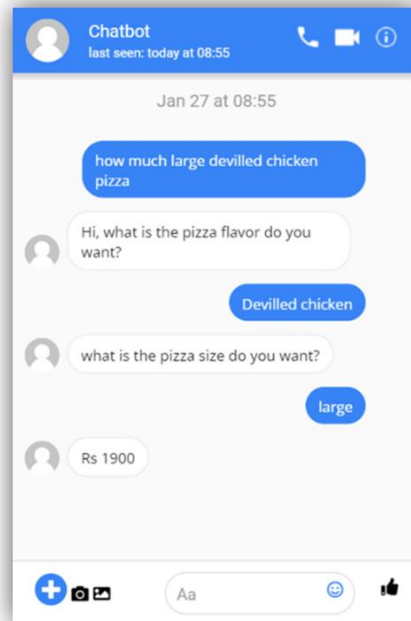 Chatbot
last seen: today at 08:55
Jan 27 at 08:55
how much large devilled chicken
pizza
Hi, what is the pizza flavor do you
want?
Devilled chicken
what is the pizza size do you want?
large
Rs 1900
Aa